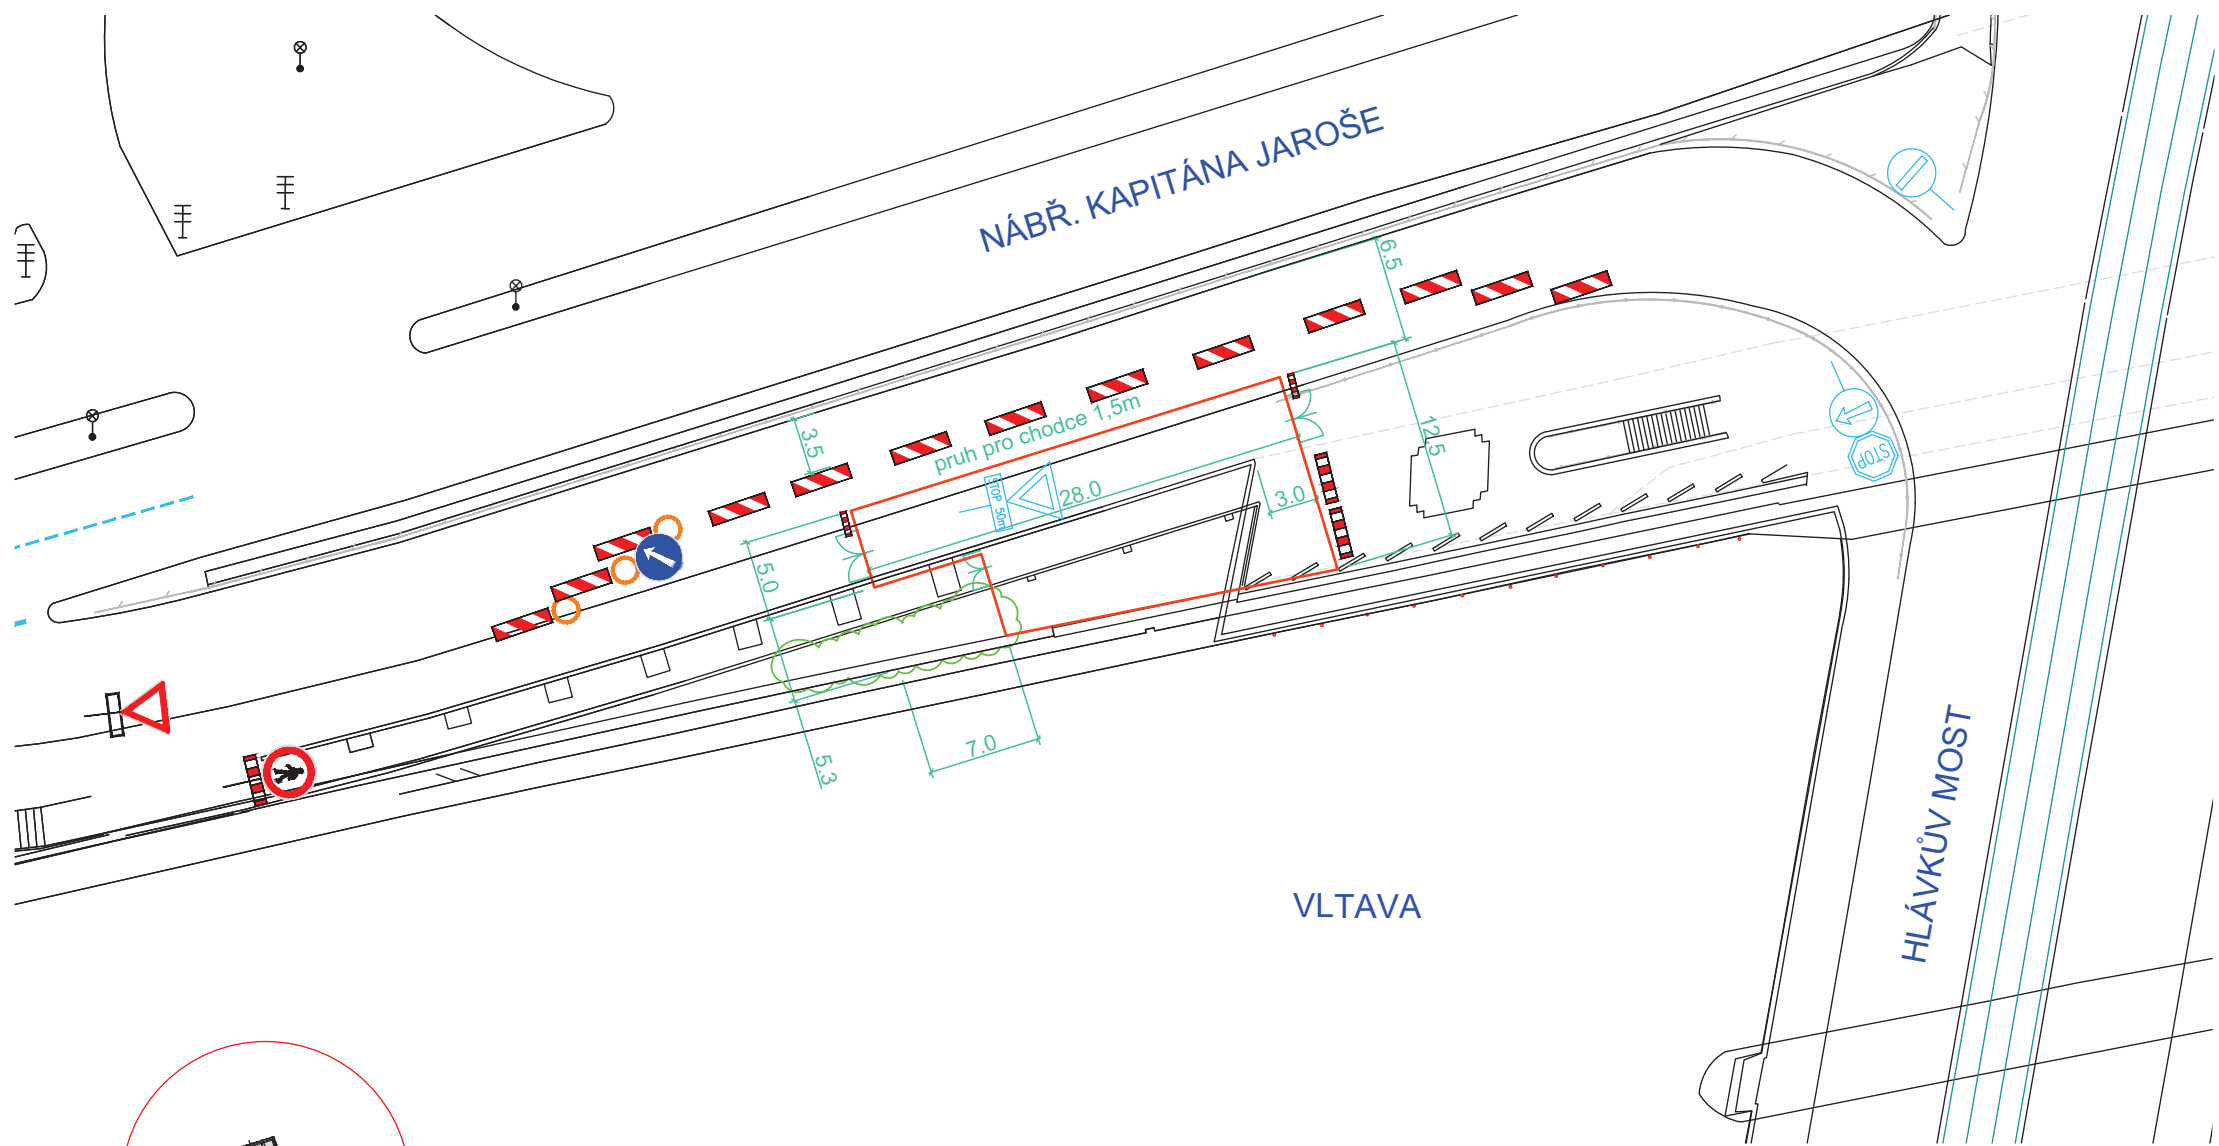 NÁBŘ. KAPITÁNA JAROŠE
6.5
3.5
pruh pro chodce 1,5m
12.5
STOP
28.0
STOP 50m
3.0
5.0
7.0
5.3
HLÁVKŮV MOST
VLTAVA